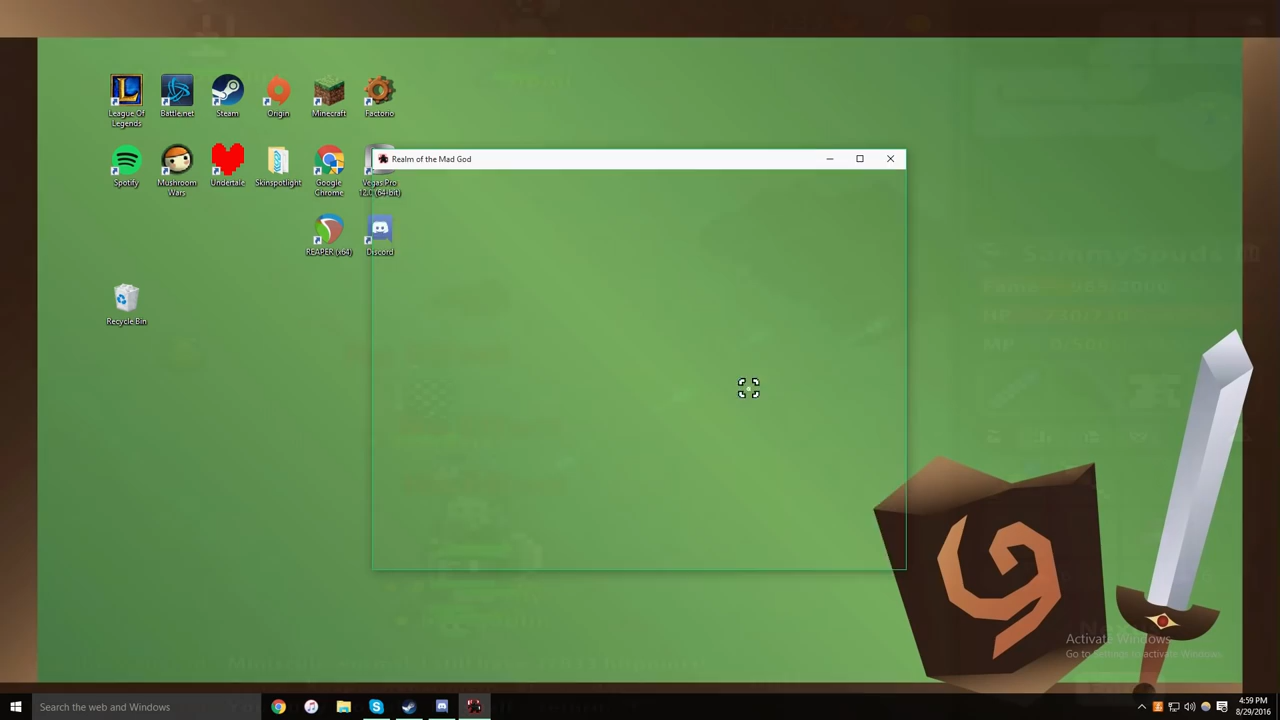 League Of
Legends
Battle.net
Steam
Origin
Minecraft
Factorio
Spotify
Mushroom
Wars
Undertale
Skinspotlight
Google
Chrome
Vegas Pro
12.0 (64-bit)
REAPER (x64)
Discord
Recycle Bin
Realm of the Mad God
Activate Windows
Go to Settings to activate Windows.
Search the web and Windows
4:59 PM
8/29/2016